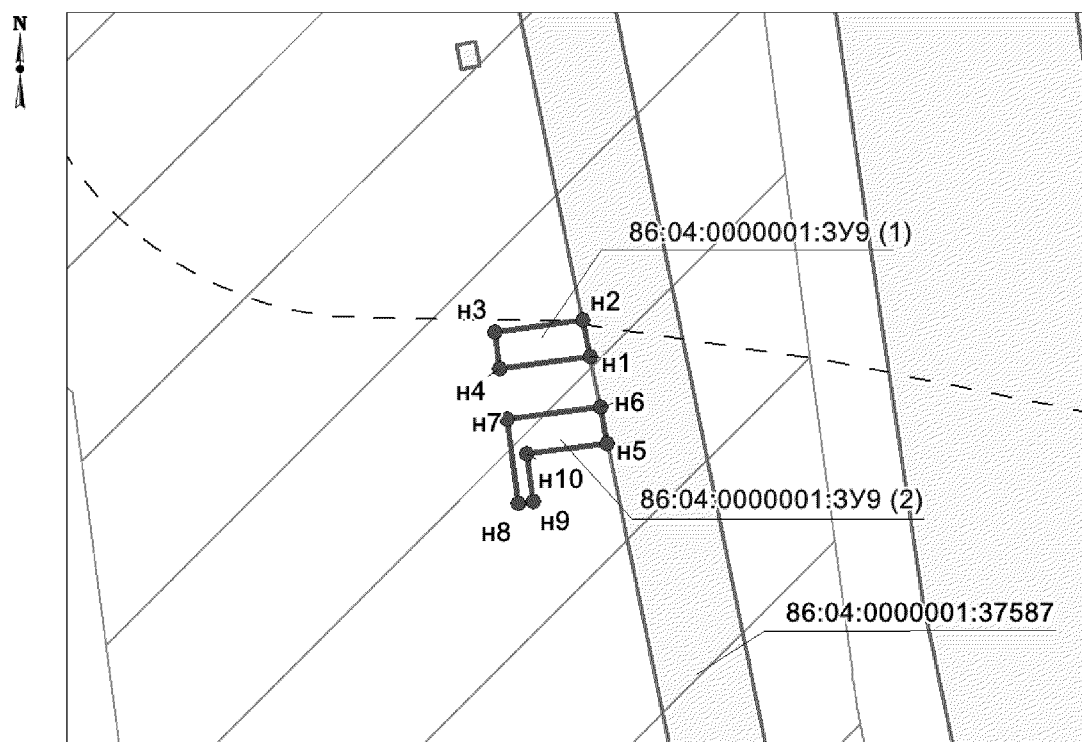 N
86:04:0000001:ЗУ9 (1)
н3
н2
н1
н4
н6
н7
н5
н10
86:04:0000001:ЗУ9 (2)
н9
н8
86:04:0000001:37587